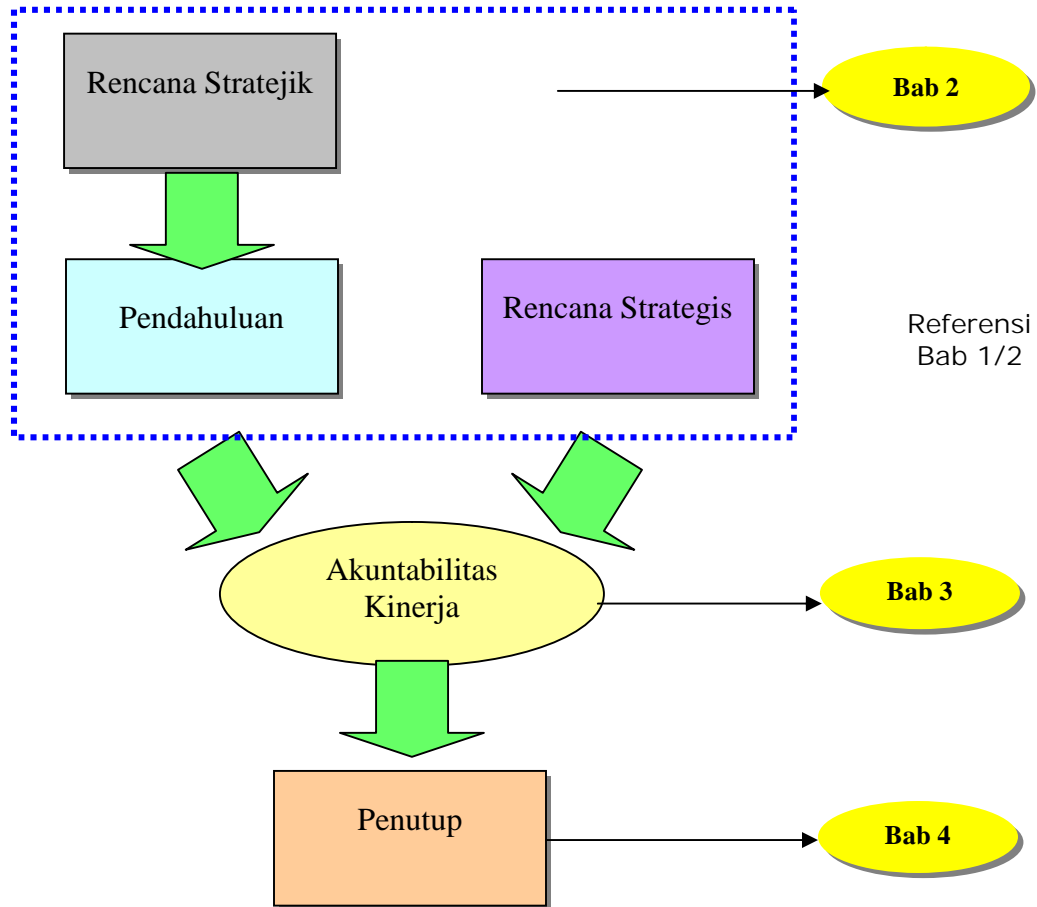 Rencana Stratejik
Bab 2
Pendahuluan
Rencana Strategis
Referensi
Bab 1/2
Akuntabilitas
Kinerja
Bab 3
Penutup
Bab 4